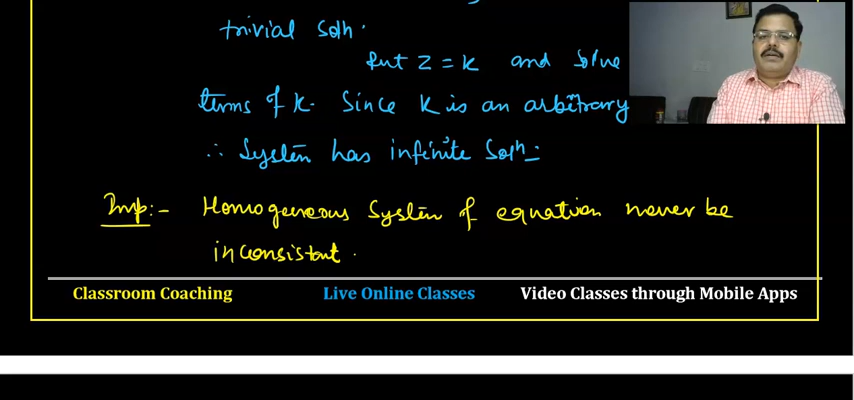 trivial Solⁿ.
Put Z = K and Solve
terms of K. Since K is an arbitrary
∴ System has infinite Solⁿ =
Imp:- Homogeneous System of equation never be
inconsistant.
Classroom Coaching Live Online Classes Video Classes through Mobile Apps